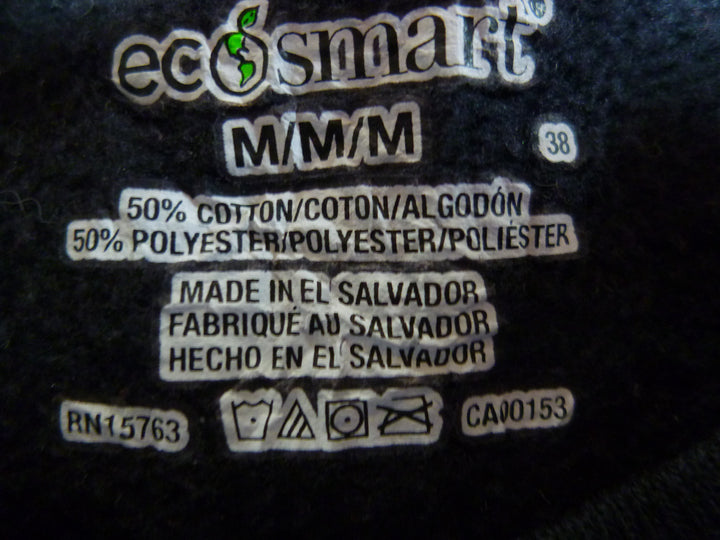 ecosmart®
M/M/M
38
50% COTTON/COTON/ALGODÓN
50% POLYESTER/POLYESTER/POLIÉSTER
MADE IN EL SALVADOR
FABRIQUÉ AU SALVADOR
HECHO EN EL SALVADOR
RN15763
CA00153